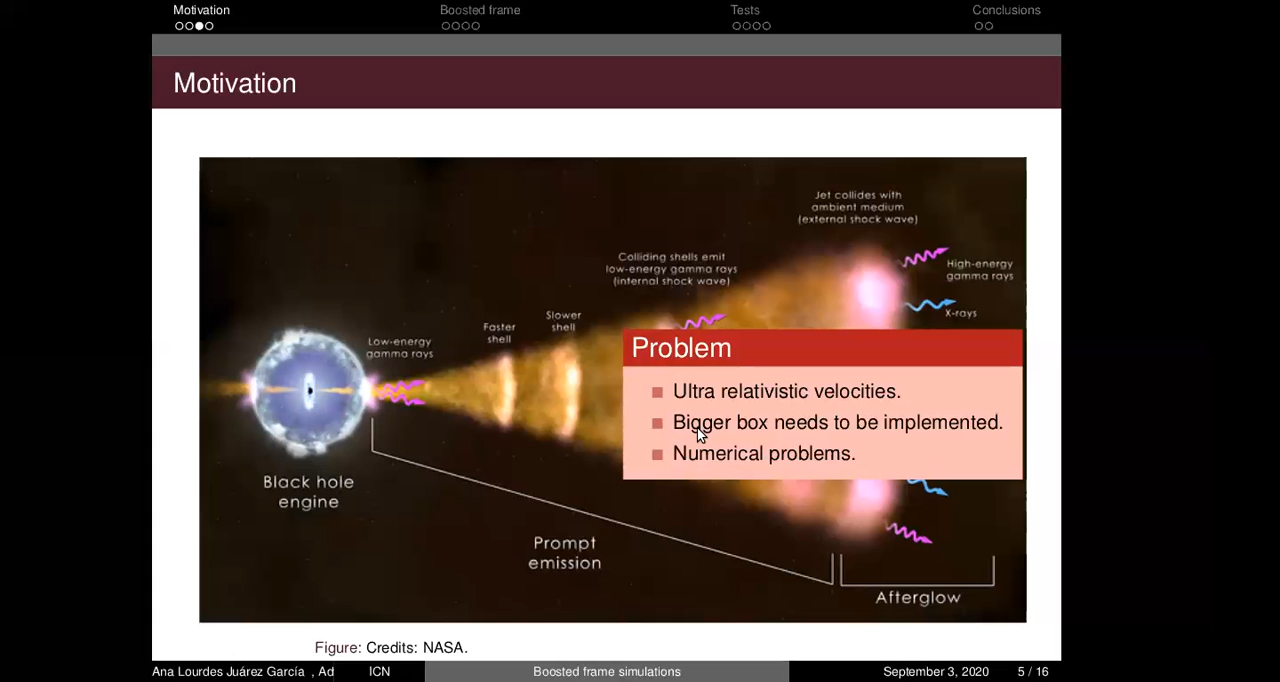 Motivation
Boosted frame
Tests
Conclusions
Motivation
Jet collides with
ambient medium
(external shock wave)
Colliding shells emit
low-energy gamma rays
(internal shock wave)
High-energy
gamma rays
X-rays
Slower
shell
Faster
shell
Low-energy
gamma rays
Problem
Ultra relativistic velocities.
Bigger box needs to be implemented.
Numerical problems.
Black hole
engine
Prompt
emission
Afterglow
Figure: Credits: NASA.
Ana Lourdes Juárez García , Ad ICN Boosted frame simulations September 3, 2020 5 / 16